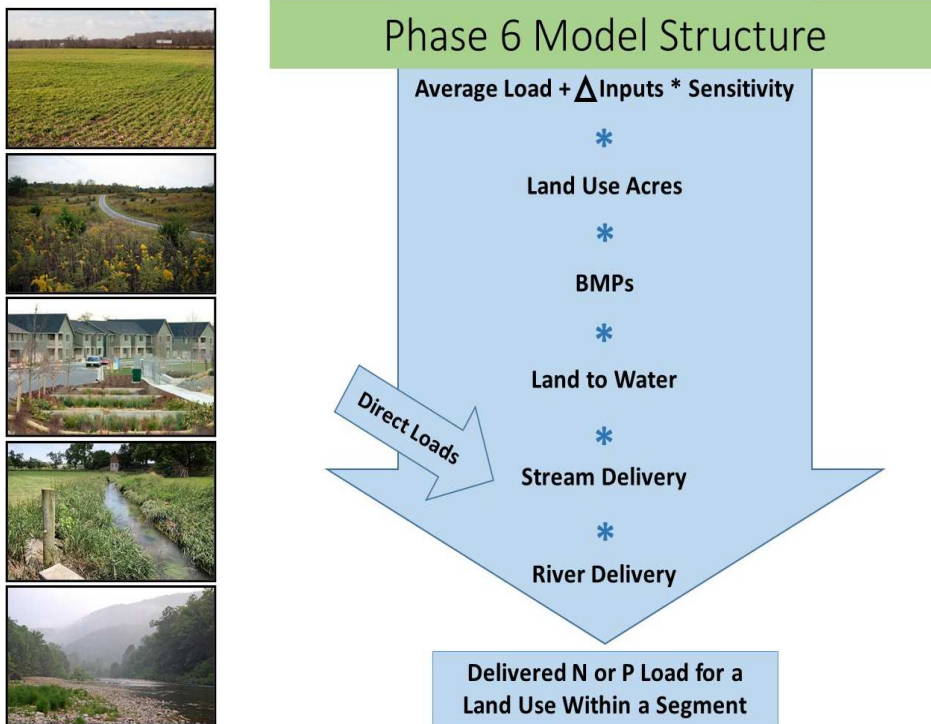 Phase 6 Model Structure
Average Load + Δ Inputs * Sensitivity
*
Land Use Acres
*
BMPs
*
Land to Water
*
Direct Loads
Stream Delivery
*
River Delivery
Delivered N or P Load for a
Land Use Within a Segment